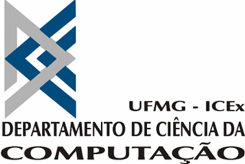 UFMG - ICEx
DEPARTAMENTO DE CIÊNCIA DA
COMPUTAÇÃO